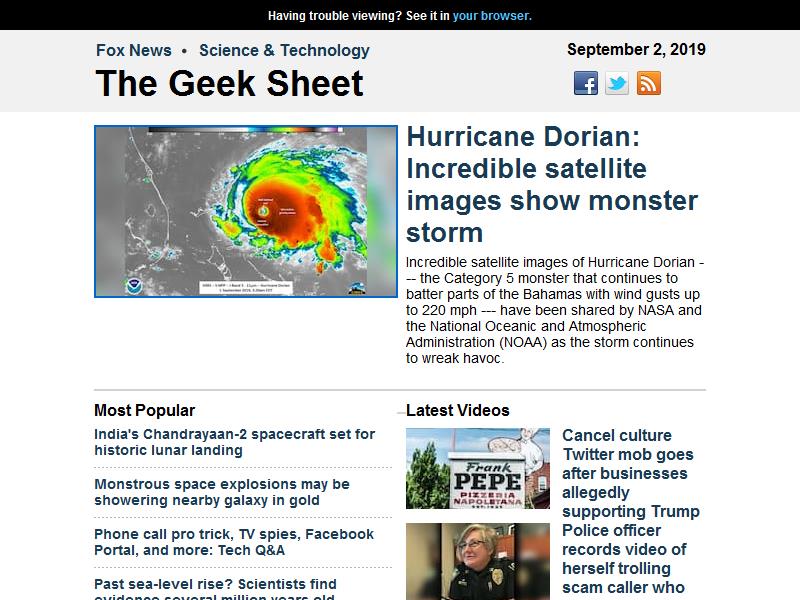 Having trouble viewing? See it in your browser.
Fox News • Science & Technology
September 2, 2019
The Geek Sheet
Hurricane Dorian:
Incredible satellite
images show monster
storm
Incredible satellite images of Hurricane Dorian -
-- the Category 5 monster that continues to
batter parts of the Bahamas with wind gusts up
to 220 mph --- have been shared by NASA and
the National Oceanic and Atmospheric
Administration (NOAA) as the storm continues
to wreak havoc.
Most Popular
India's Chandrayaan-2 spacecraft set for
historic lunar landing
Monstrous space explosions may be
showering nearby galaxy in gold
Phone call pro trick, TV spies, Facebook
Portal, and more: Tech Q&A
Past sea-level rise? Scientists find
evidence several million years old
Latest Videos
Frank
PEPE
PIZZERIA
NAPOLETANA
Cancel culture
Twitter mob goes
after businesses
allegedly
supporting Trump
Police officer
records video of
herself trolling
scam caller who